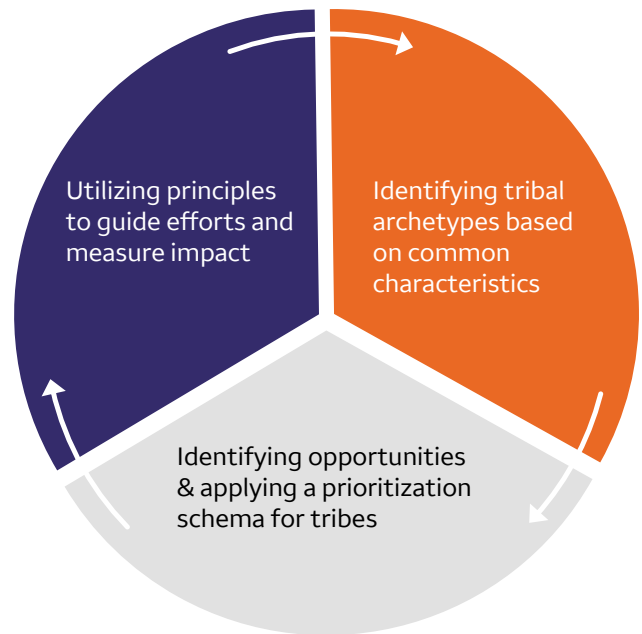 Utilizing principles
to guide efforts and
measure impact
Identifying tribal
archetypes based
on common
characteristics
Identifying opportunities
& applying a prioritization
schema for tribes